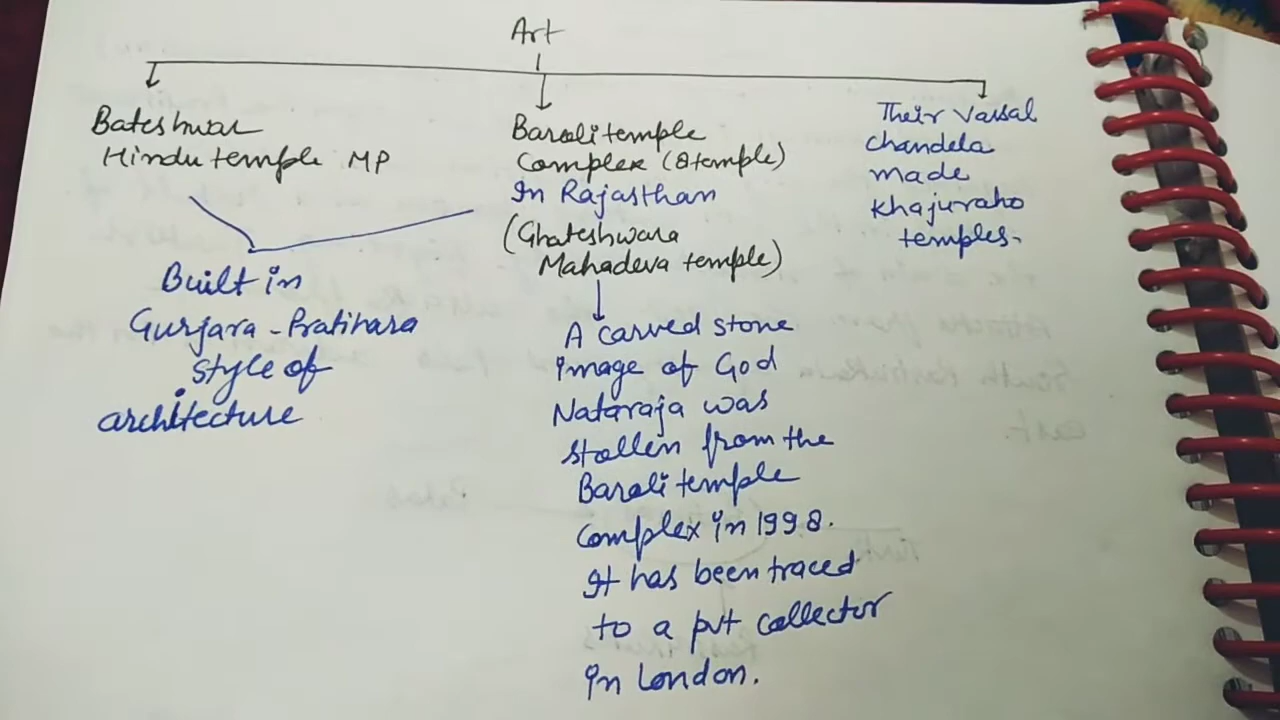 Art
Bateshwar
Hindu temple MP
Built in
Gurjara-Pratihara
style of
architecture
Baroli temple
Complex (8 temple)
In Rajasthan
(Ghateshwara
Mahadeva temple)
A carved stone
image of God
Nataraja was
stollen from the
Baroli temple
Complex in 1998.
It has been traced
to a pvt collector
in London.
Their Vassal
chandela
made
Khajuraho
temples.